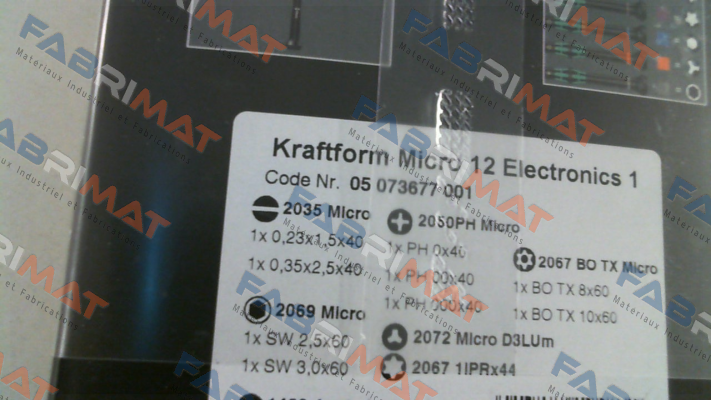 Kraftform Micro 12 Electronics 1
Code Nr. 05 073677 001
2035 Micro
1x 0,23x1,5x40
1x 0,35x2,5x40
2069 Micro
1x SW 2,5x60
1x SW 3,0x60
2050PH Micro
1x PH 0x40
1x PH 00x40
1x PH 000x40
2072 Micro D3LUm
2067 1IPRx44
2067 BO TX Micro
1x BO TX 8x60
1x BO TX 10x60
FABRIMAT
Materiaux Industriel et Fabrications